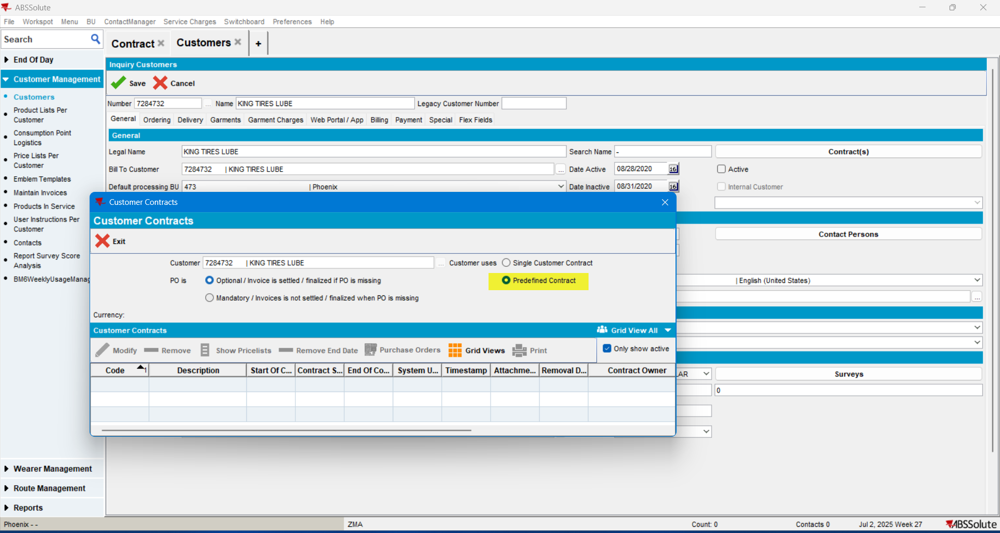 ABSSolute
File Workspot Menu BU ContactManager Service Charges Switchboard Preferences Help
Search
Contract
Customers
+
End Of Day
Customer Management
Customers
Product Lists Per
Customer
Consumption Point
Logistics
Price Lists Per
Customer
Emblem Templates
Maintain Invoices
Products In Service
User Instructions Per
Customer
Contacts
Report Survey Score
Analysis
BM6WeeklyUsageManag
Wearer Management
Route Management
Reports
Inquiry Customers
Save Cancel
Number 7284732 ... Name KING TIRES LUBE Legacy Customer Number
General Ordering Delivery Garments Garment Charges Web Portal / App Billing Payment Special Flex Fields
General
Legal Name KING TIRES LUBE Search Name - Contract(s)
Bill To Customer 7284732 | KING TIRES LUBE ... Date Active 08/28/2020 16 Active
Default processing BU 473 | Phoenix Date Inactive 08/31/2020 16 Internal Customer
Contact Persons
| English (United States)
...
LAR Surveys
0
Customer Contracts
Customer Contracts
Exit
Customer 7284732 | KING TIRES LUBE ... Customer uses Single Customer Contract
PO is Optional / Invoice is settled / finalized if PO is missing Predefined Contract
Mandatory / Invoices is not settled / finalized when PO is missing
Currency:
Customer Contracts Grid View All
Modify Remove Show Pricelists Remove End Date Purchase Orders Grid Views Print Only show active
Code 1 Description Start Of C... Contract S... End Of Co... System U... Timestamp Attachme... Removal D... Contract Owner
Phoenix - - ZMA Count: 0 Contacts 0 Jul 2, 2025 Week 27 ABSSolute